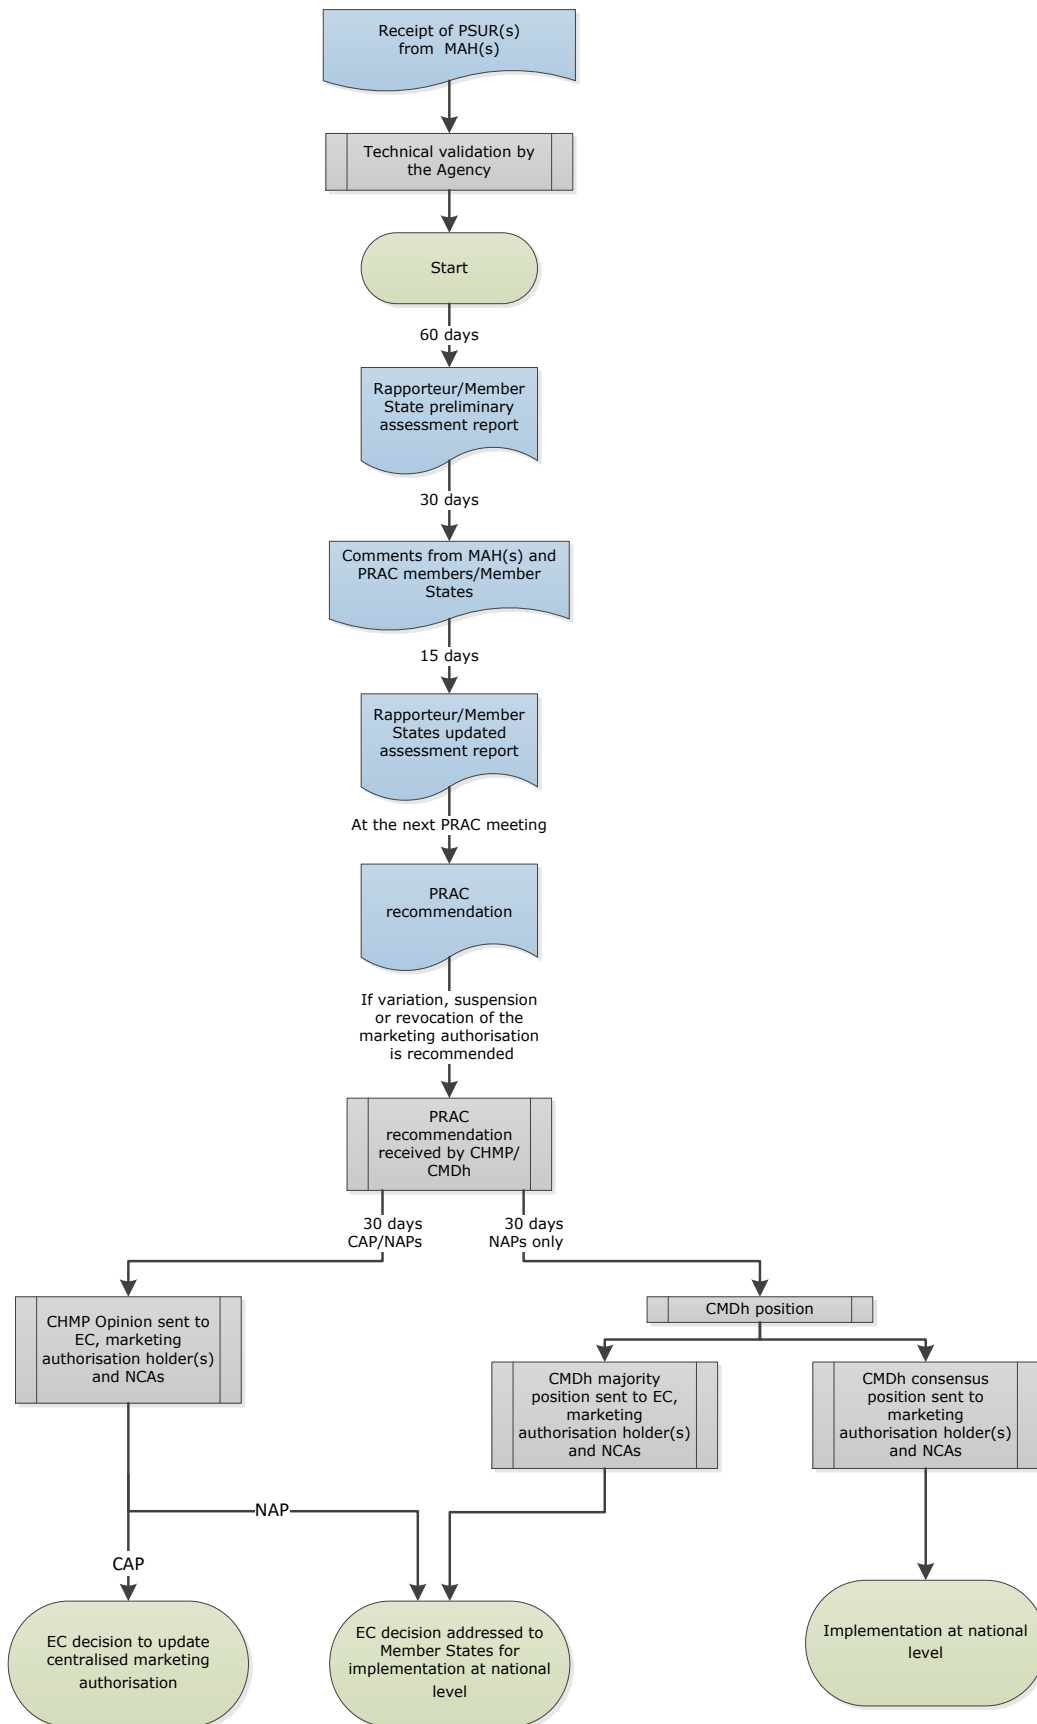 Receipt of PSUR(s)
from  MAH(s)
Technical validation by
the Agency
Start
60 days
Rapporteur/Member
State preliminary
assessment report
30 days
Comments from MAH(s) and
PRAC members/Member
States
15 days
Rapporteur/Member
States updated
assessment report
At the next PRAC meeting
PRAC
recommendation
If variation, suspension
or revocation of the
marketing authorisation
is recommended
PRAC
recommendation
received by CHMP/
CMDh
30 days
CAP/NAPs
30 days
NAPs only
CHMP Opinion sent to
EC, marketing
authorisation holder(s)
and NCAs
CMDh position
CMDh majority
position sent to EC,
marketing
authorisation holder(s)
and NCAs
CMDh consensus
position sent to
marketing
authorisation holder(s)
and NCAs
NAP
CAP
EC decision to update
centralised marketing
authorisation
EC decision addressed to
Member States for
implementation at national
level
Implementation at national
level